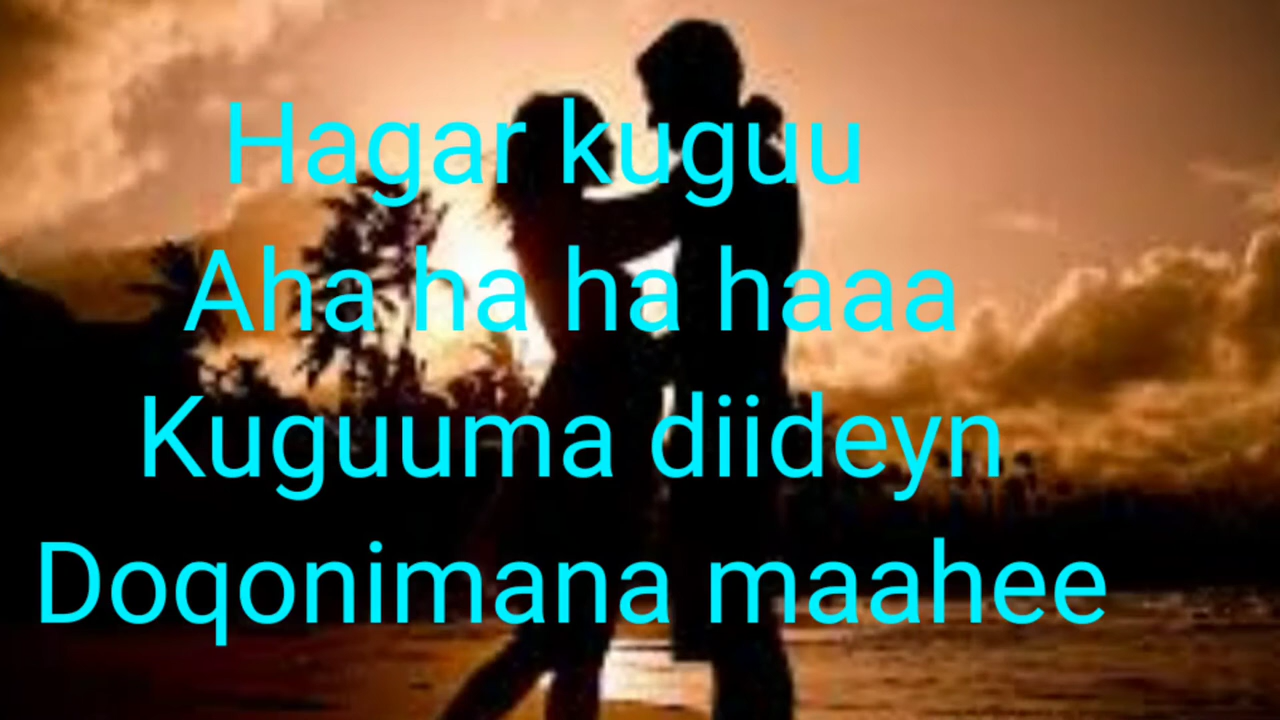 Hagar kuguu
Aha ha ha haaa
Kuguuma diideyn
Doqonimana maahee